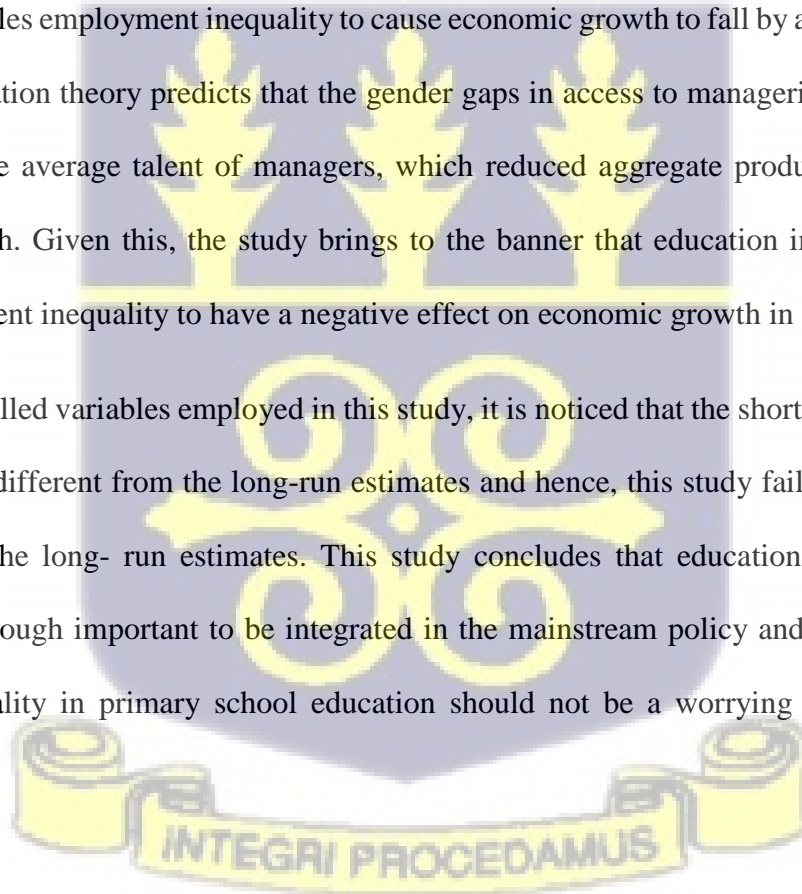 les employment inequality to cause economic growth to fall by a
tion theory predicts that the gender gaps in access to manageri
e average talent of managers, which reduced aggregate produ
h. Given this, the study brings to the banner that education in
ent inequality to have a negative effect on economic growth in
lled variables employed in this study, it is noticed that the short
different from the long-run estimates and hence, this study fail
he long- run estimates. This study concludes that education
ough important to be integrated in the mainstream policy and
ality in primary school education should not be a worrying
INTEGRI PROCEDAMUS